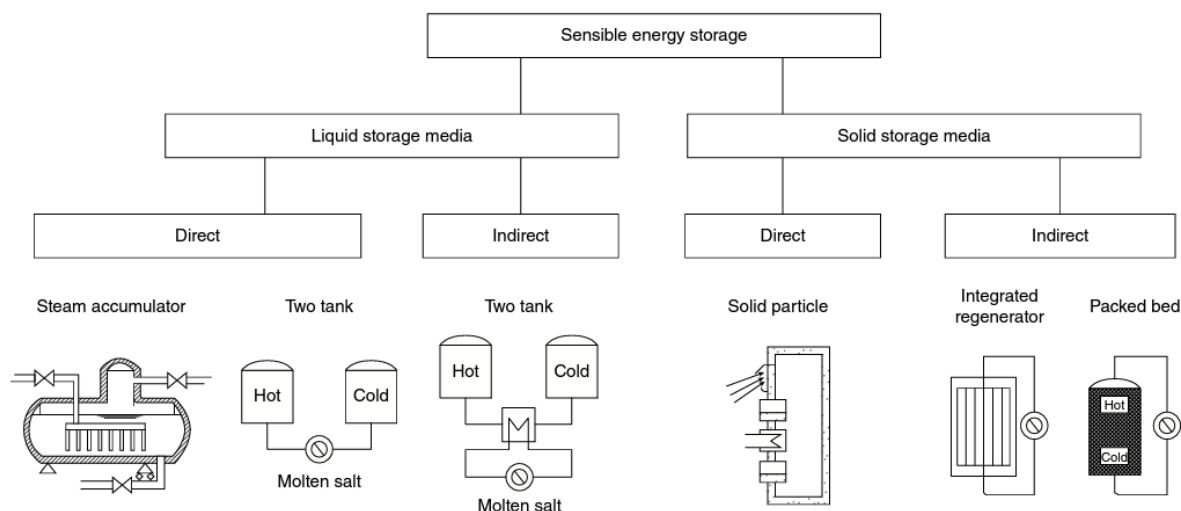 Sensible energy storage
Liquid storage media
Solid storage media
Direct
Indirect
Direct
Indirect
Steam accumulator
Two tank
Two tank
Solid particle
Integrated
regenerator
Packed bed
Hot
Cold
Molten salt
Hot
Cold
Molten salt
Hot
Cold